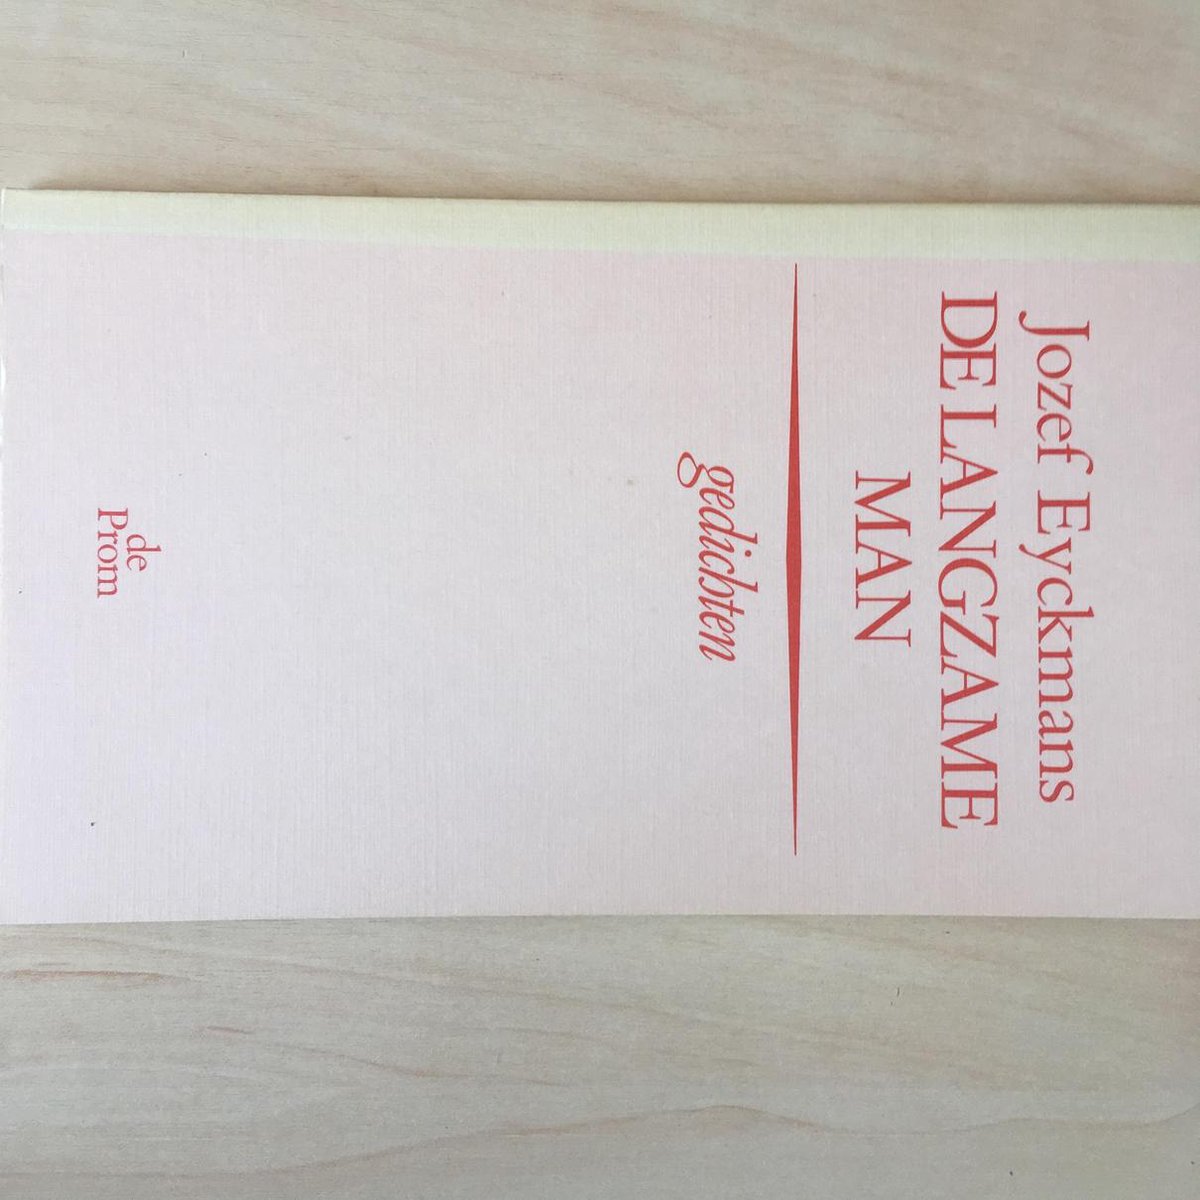 Jozef Eyckmans
DE LANGZAME
MAN
gedichten
de
Prom